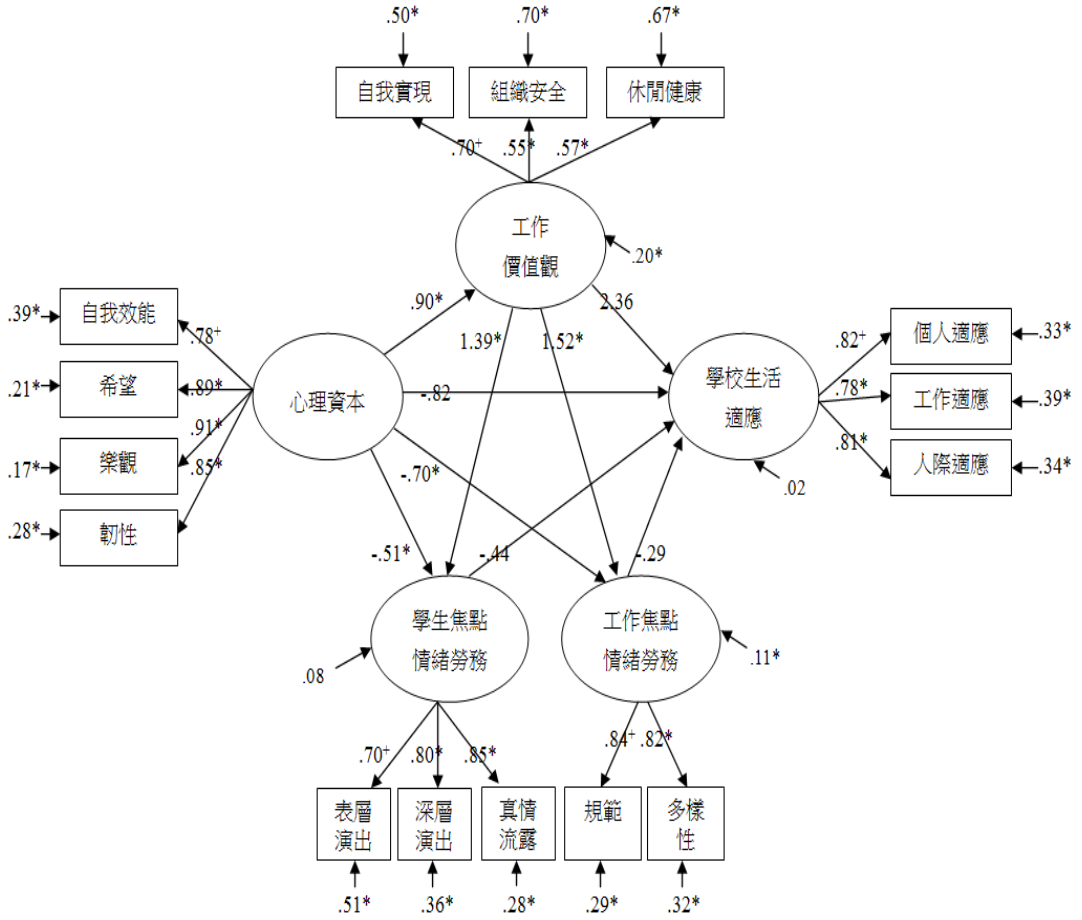 .50*
.70*
.67*
自我實現
組織安全
休閒健康
.70+
.55*
.57*
工作
價值觀
.20*
.39*
自我效能
.78+
.90*
1.39*
1.52*
2.36
.82+
個人適應
.33*
.21*
希望
.89*
心理資本
-.82
學校生活
適應
.78*
工作適應
.39*
.91*
.17*
樂觀
.85*
-.70*
.81*
人際適應
.34*
.02
.28*
韌性
-.51*
-.44
-.29
學生焦點
情緒勞務
工作焦點
情緒勞務
.08
.11*
.70+
.80*
.85*
.84+
.82*
表層
演出
深層
演出
真情
流露
規範
多樣
性
.51*
.36*
.28*
.29*
.32*